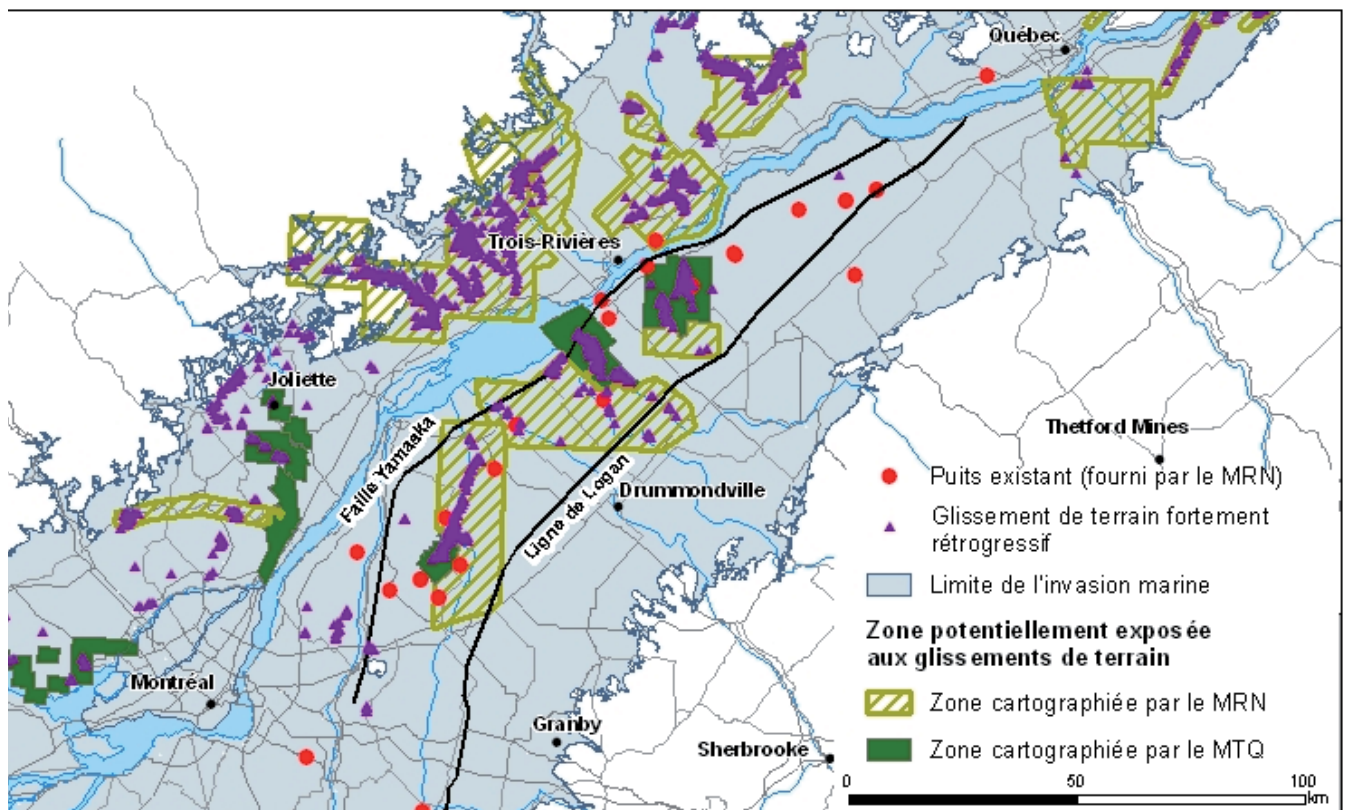 Québec
Trois-Rivières
Joliette
Faille Yamaska
Ligne de Logan
Drummondville
Thetford Mines
Montréal
Granby
Sherbrooke
Puits existant (fourni par le MRN)
Glissement de terrain fortement
rétrogressif
Limite de l'invasion marine
Zone potentiellement exposée
aux glissements de terrain
Zone cartographiée par le MRN
Zone cartographiée par le MTQ
0 50 100
km